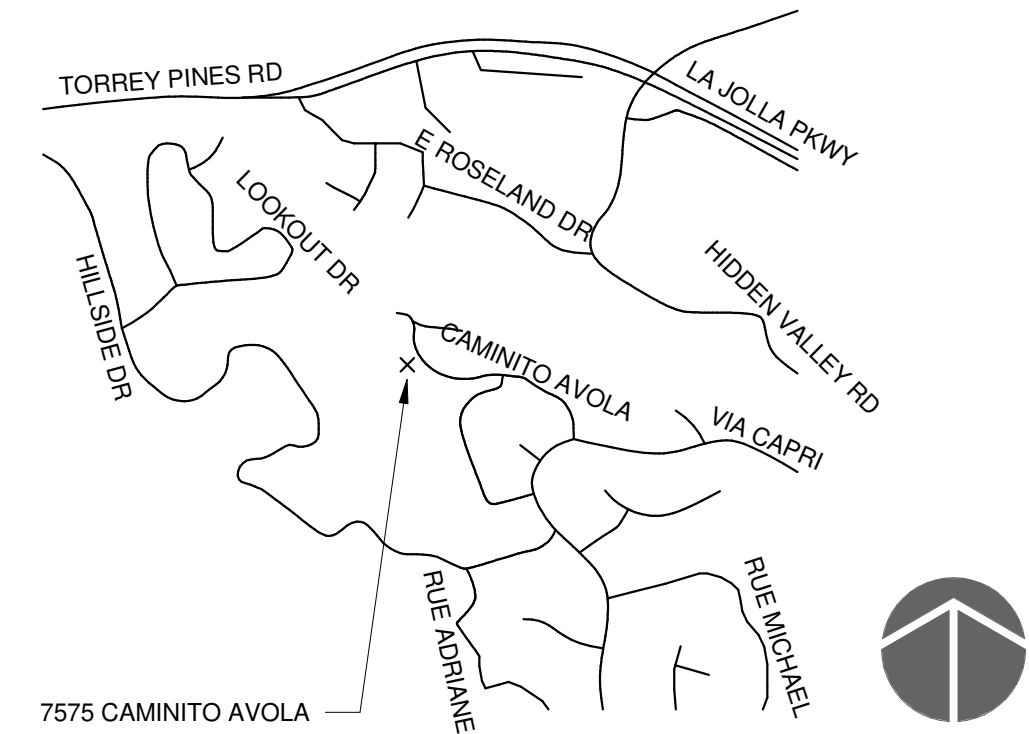 TORREY PINES RD
LA JOLLA PKWY
E ROSELAND DR
LOOKOUT DR
HIDDEN VALLEY RD
HILLSIDE DR
CAMINITO AVOLA
VIA CAPRI
RUE ADRIANE
RUE MICHAEL
7575 CAMINITO AVOLA